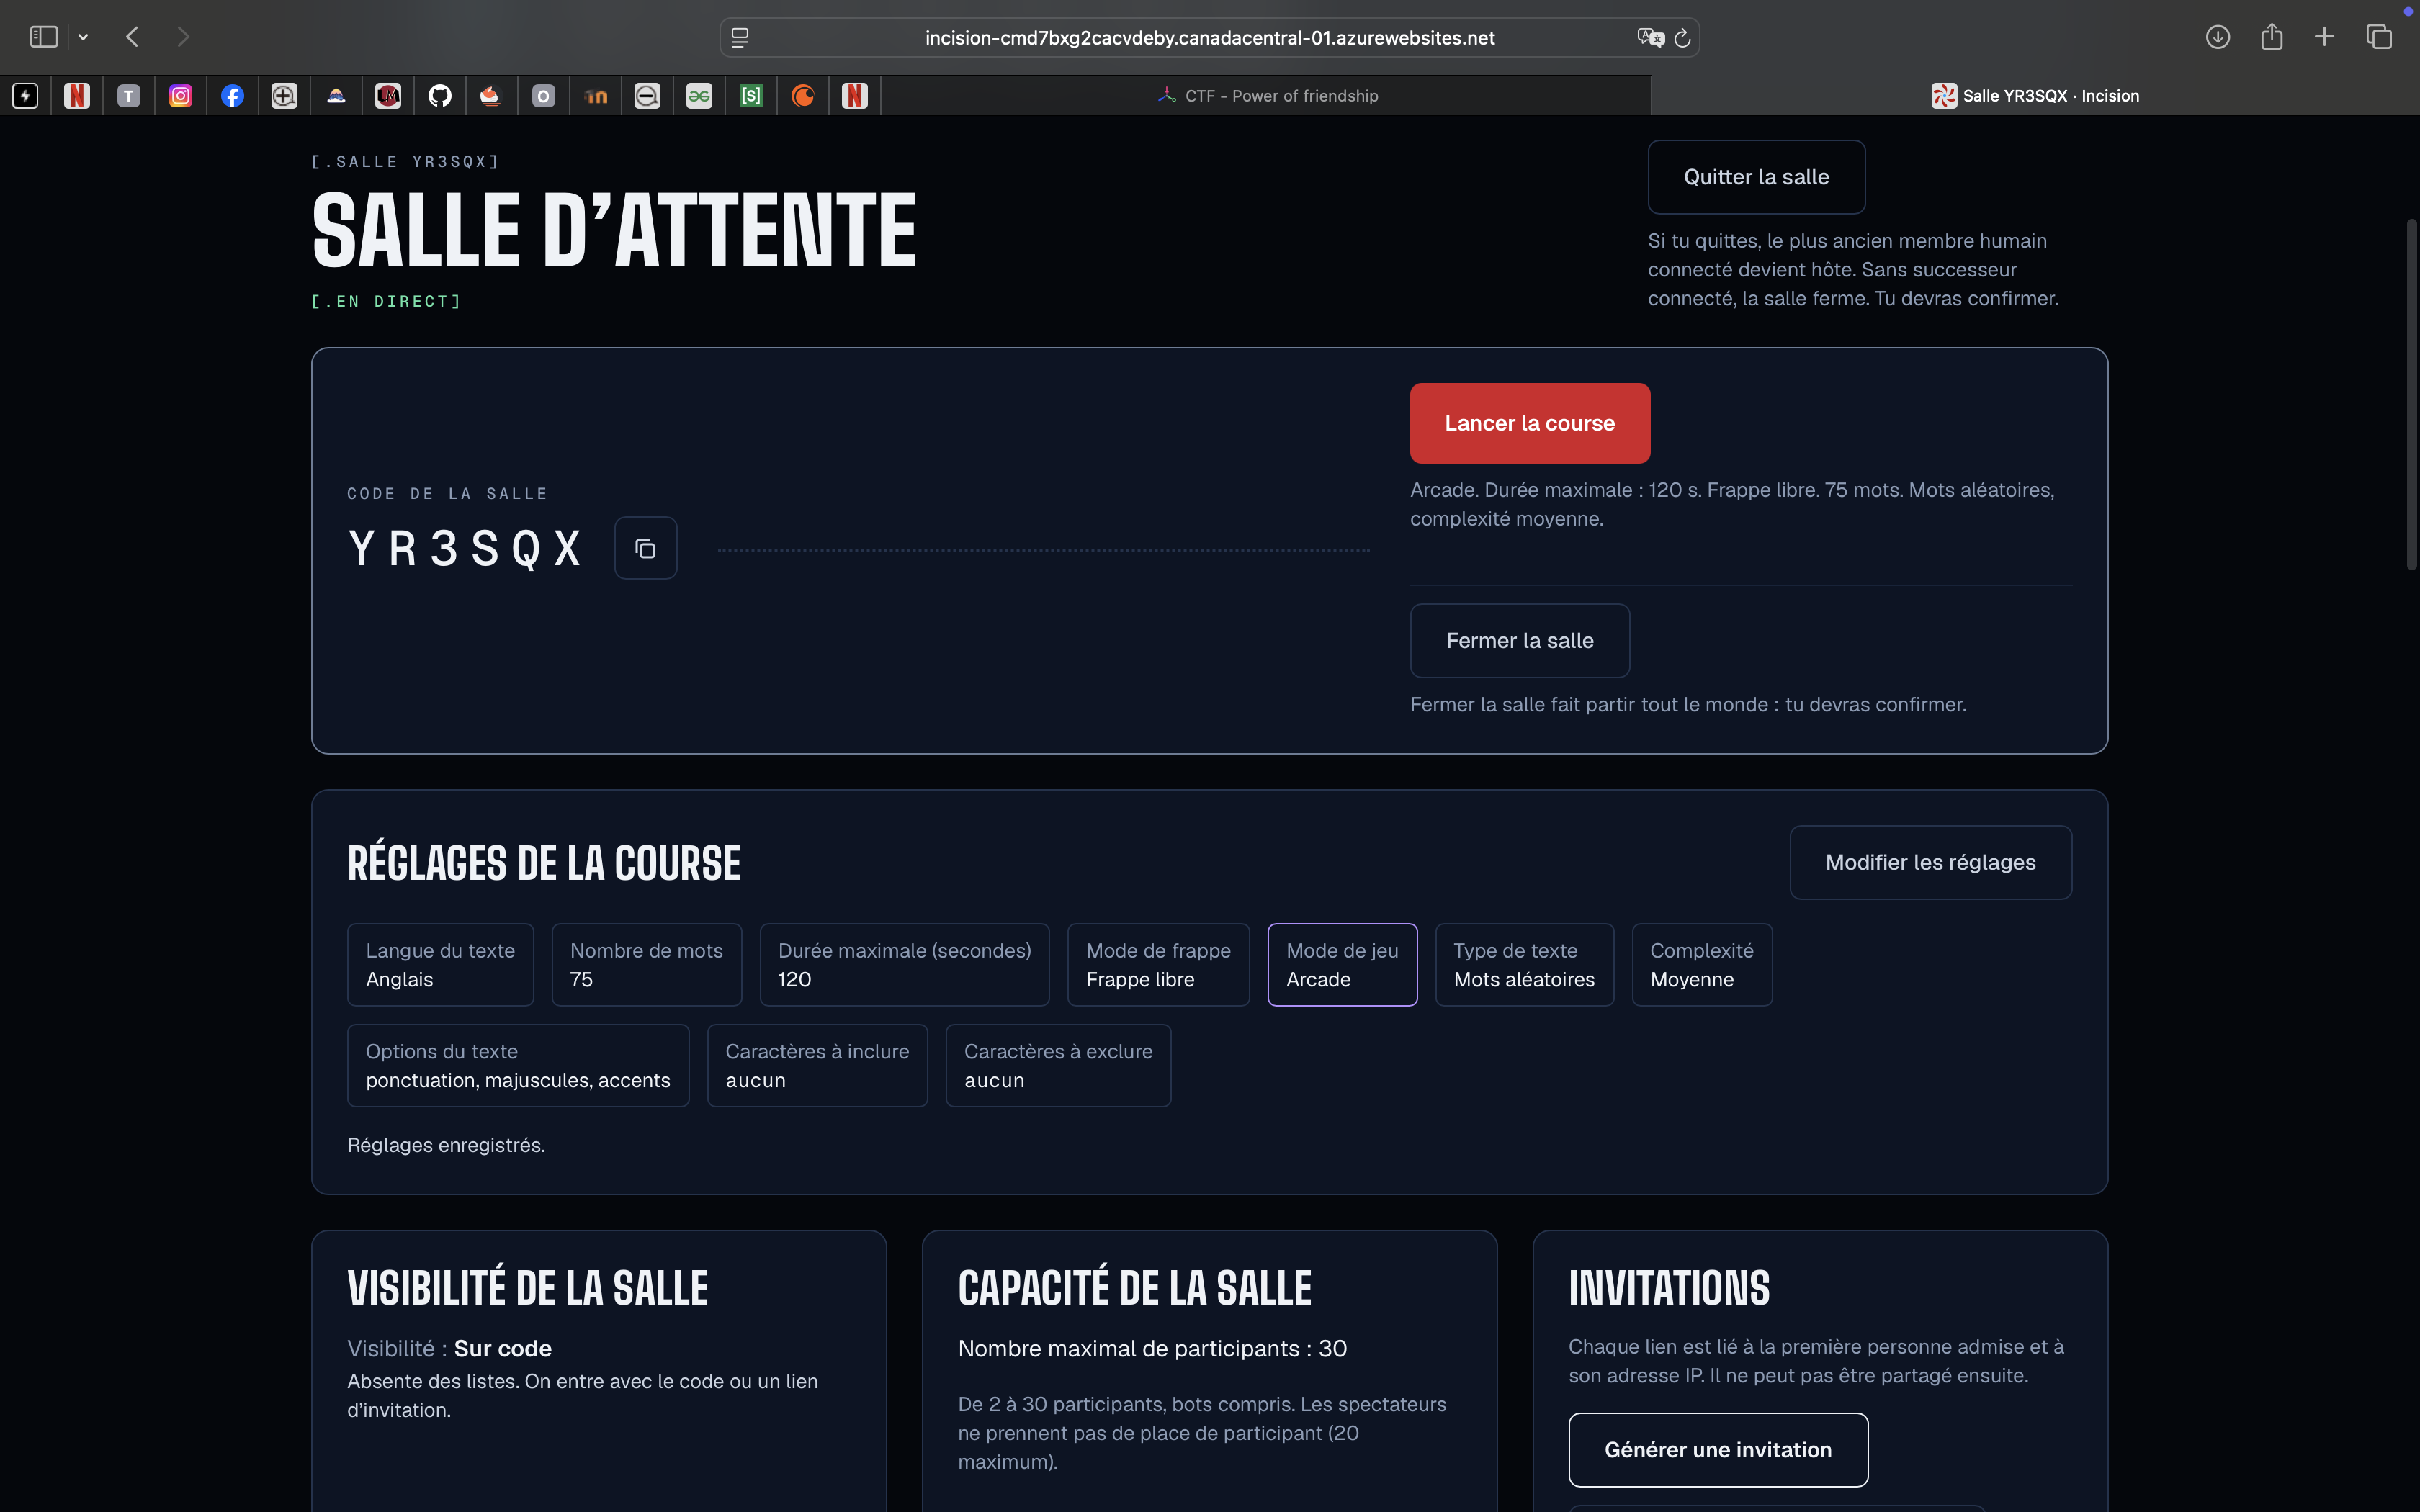 incision-cmd7bxg2cacvdeby.canadacentral-01.azurewebsites.net
CTF - Power of friendship
Salle YR3SQX · Incision
[.SALLE YR3SQX]
SALLE D’ATTENTE
[.EN DIRECT]
Quitter la salle
Si tu quittes, le plus ancien membre humain
connecté devient hôte. Sans successeur
connecté, la salle ferme. Tu devras confirmer.
CODE DE LA SALLE
YR3SQX
Lancer la course
Arcade. Durée maximale : 120 s. Frappe libre. 75 mots. Mots aléatoires,
complexité moyenne.
Fermer la salle
Fermer la salle fait partir tout le monde : tu devras confirmer.
RÉGLAGES DE LA COURSE
Modifier les réglages
Langue du texte
Anglais
Nombre de mots
75
Durée maximale (secondes)
120
Mode de frappe
Frappe libre
Mode de jeu
Arcade
Type de texte
Mots aléatoires
Complexité
Moyenne
Options du texte
ponctuation, majuscules, accents
Caractères à inclure
aucun
Caractères à exclure
aucun
Réglages enregistrés.
VISIBILITÉ DE LA SALLE
Visibilité : Sur code
Absente des listes. On entre avec le code ou un lien
d’invitation.
CAPACITÉ DE LA SALLE
Nombre maximal de participants : 30
De 2 à 30 participants, bots compris. Les spectateurs
ne prennent pas de place de participant (20
maximum).
INVITATIONS
Chaque lien est lié à la première personne admise et à
son adresse IP. Il ne peut pas être partagé ensuite.
Générer une invitation